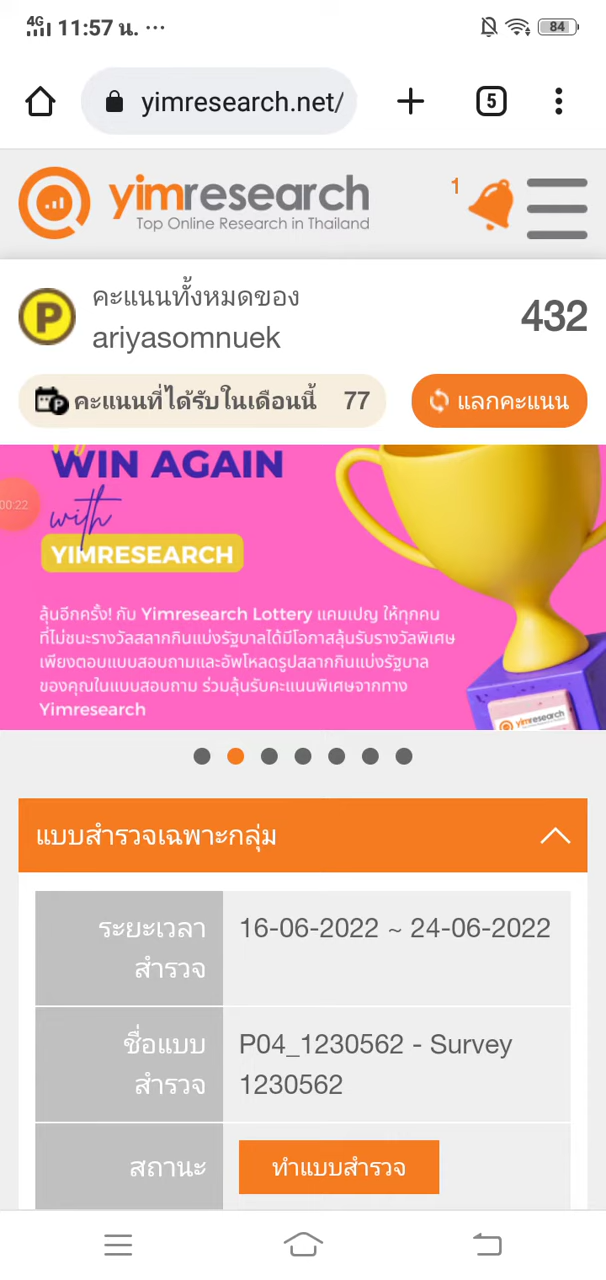 4G 11:57 น. ...
84
yimresearch.net/
5
yimresearch
Top Online Research in Thailand
1
P
คะแนนทั้งหมดของ
ariyasomnuek
432
P คะแนนที่ได้รับในเดือนนี้ 77
แลกคะแนน
WIN AGAIN
00:22
with
YIMRESEARCH
ลุ้นอีกครั้ง! กับ Yimresearch Lottery แคมเปญ ให้ทุกคน
ที่ไม่ชนะรางวัลสลากกินแบ่งรัฐบาลได้มีโอกาสลุ้นรับรางวัลพิเศษ
เพียงตอบแบบสอบถามและอัพโหลดรูปสลากกินแบ่งรัฐบาล
ของคุณในแบบสอบถาม ร่วมลุ้นรับคะแนนพิเศษจากทาง
Yimresearch
yimresearch
แบบสำรวจเฉพาะกลุ่ม
ระยะเวลา
สำรวจ
16-06-2022 ~ 24-06-2022
ชื่อแบบ
สำรวจ
P04_1230562 - Survey
1230562
สถานะ
ทำแบบสำรวจ